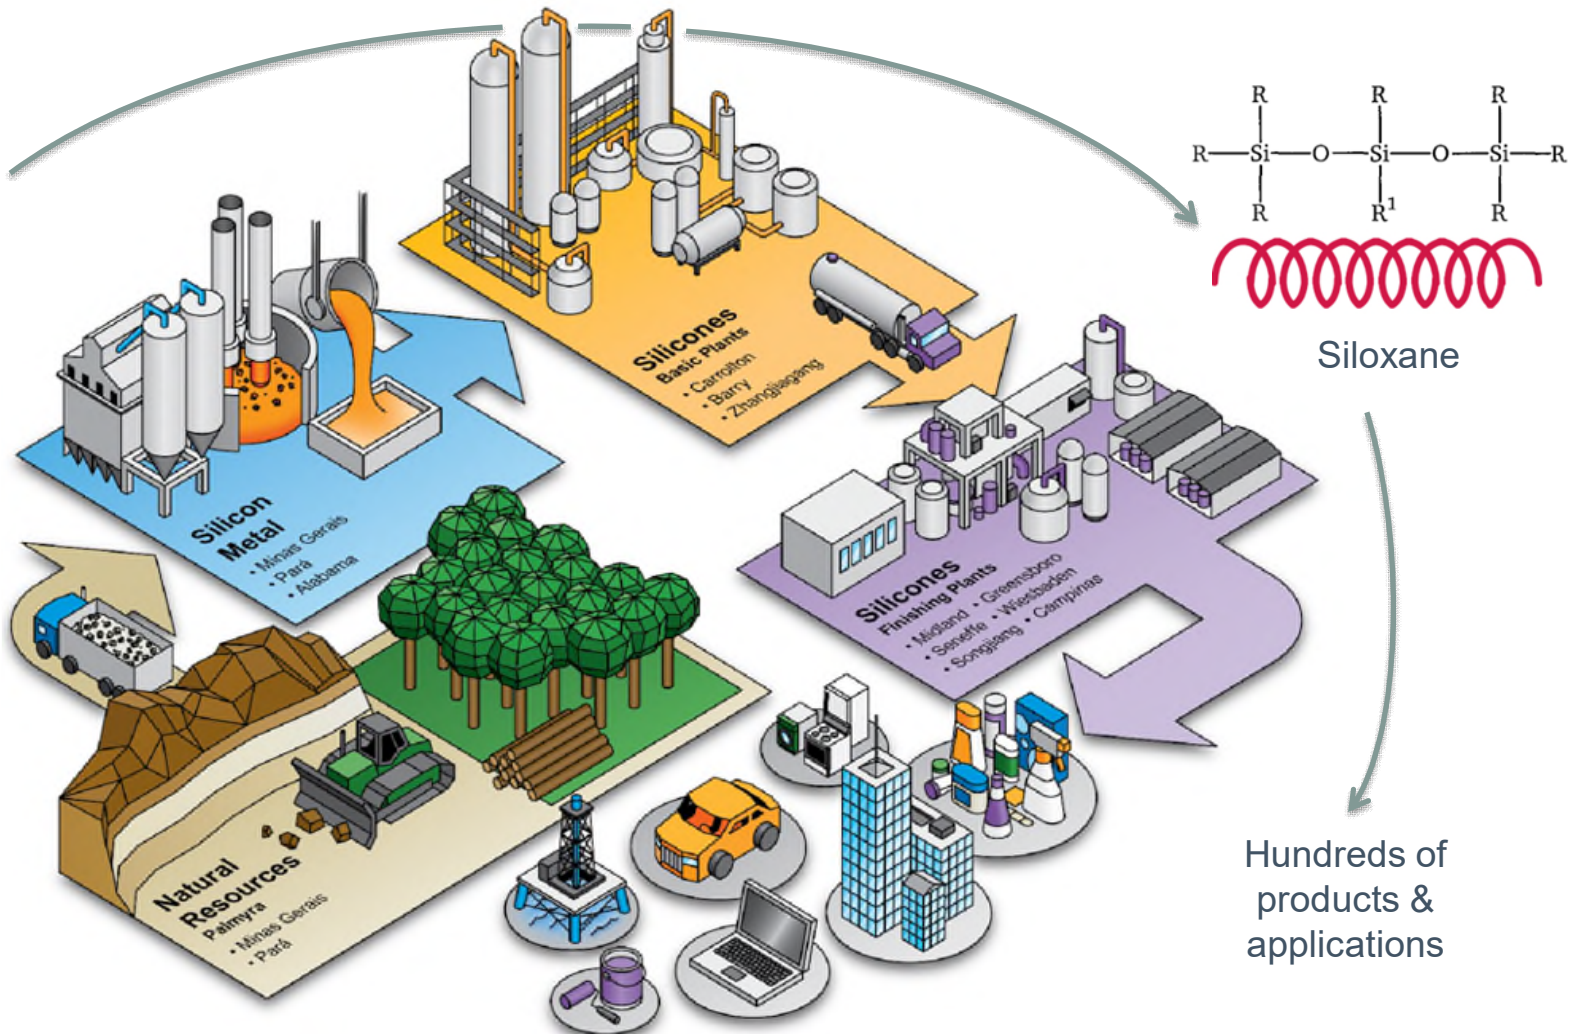 R R R
R—Si—O—Si—O—Si—R
R R¹ R
Siloxane
Silicones
Basic Plants
• Carrollton
• Barry
• Zhangjiagang
Silicon
Metal
• Minas Gerais
• Pará
• Alabama
Silicones
Finishing Plants
• Midland • Greensboro
• Seneffe • Wiesbaden
• Songjiang • Campinas
Natural
Resources
Palmyra
• Minas Gerais
• Pará
Hundreds of
products &
applications